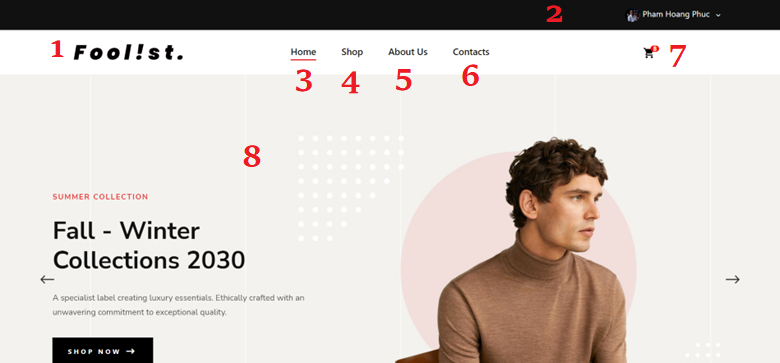 2
Pham Hoang Phuc
1 Fool!st. Home Shop About Us Contacts 7
3 4 5 6
8
SUMMER COLLECTION
Fall - Winter
Collections 2030
A specialist label creating luxury essentials. Ethically crafted with an
unwavering commitment to exceptional quality.
SHOP NOW